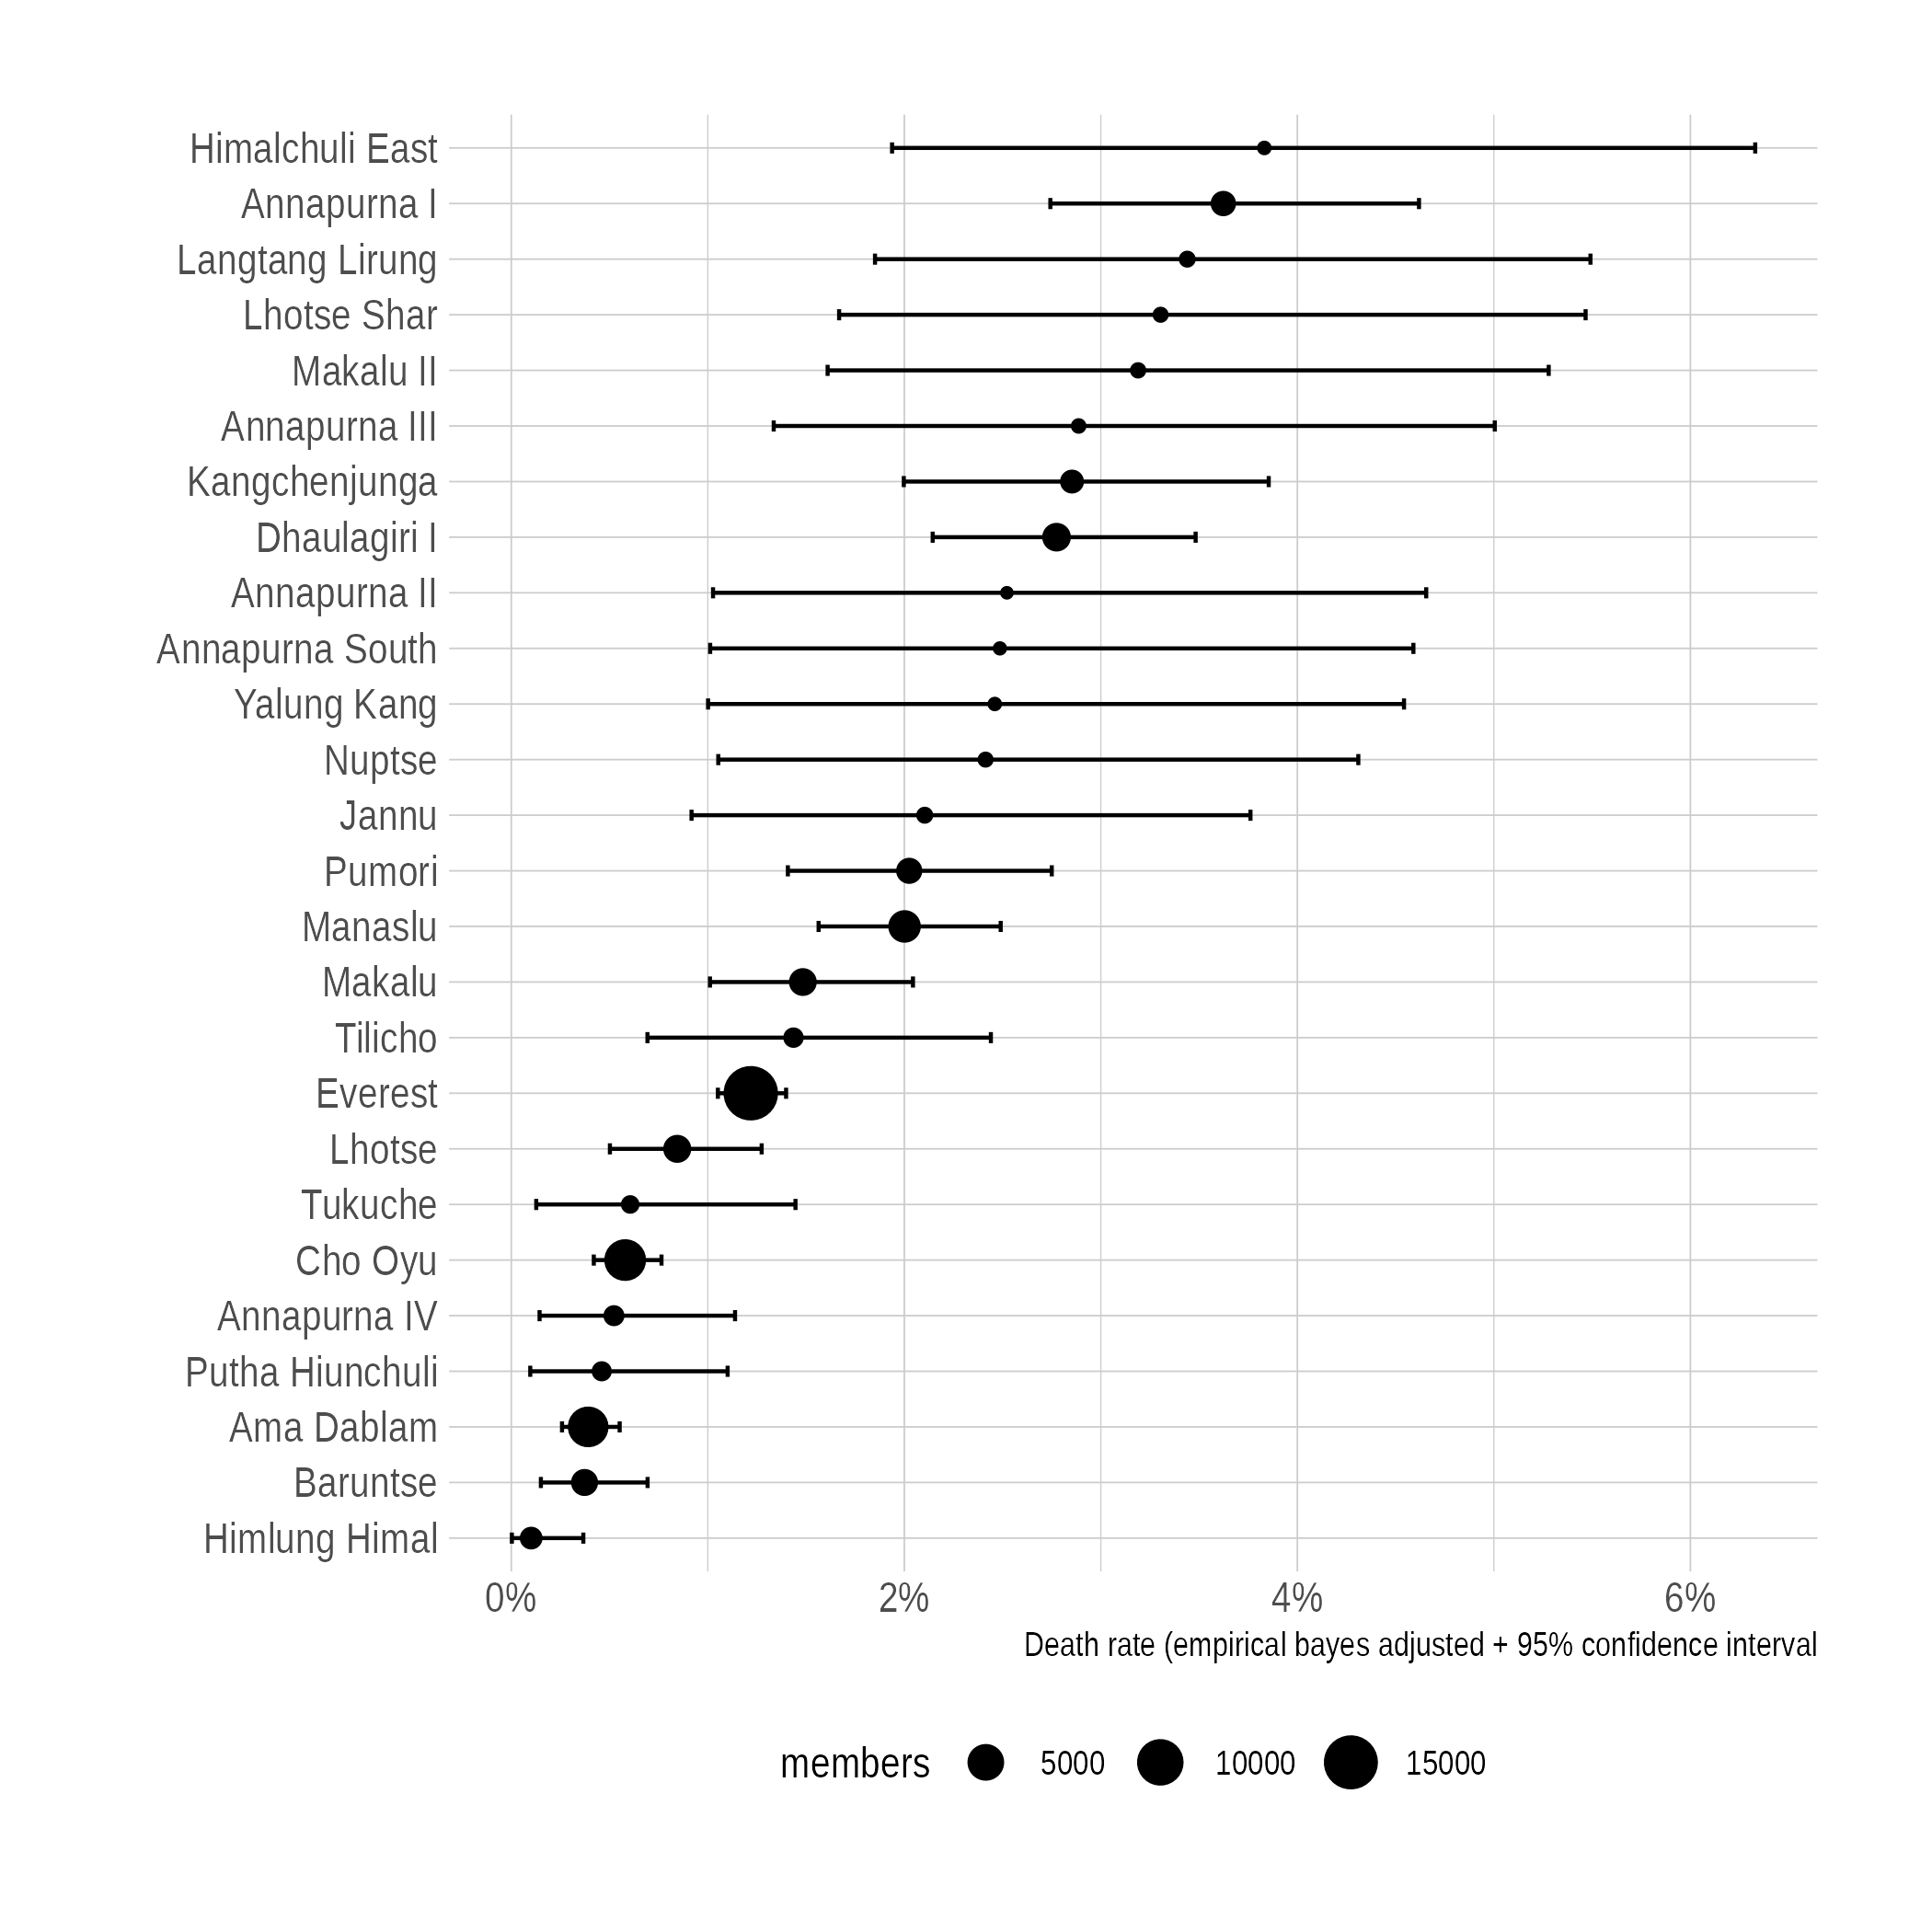 Himalchuli East
Annapurna I
Langtang Lirung
Lhotse Shar
Makalu II
Annapurna III
Kangchenjunga
Dhaulagiri I
Annapurna II
Annapurna South
Yalung Kang
Nuptse
Jannu
Pumori
Manaslu
Makalu
Tilicho
Everest
Lhotse
Tukuche
Cho Oyu
Annapurna IV
Putha Hiunchuli
Ama Dablam
Baruntse
Himlung Himal
0% 2% 4% 6%
Death rate (empirical bayes adjusted + 95% confidence interval
members 5000 10000 15000